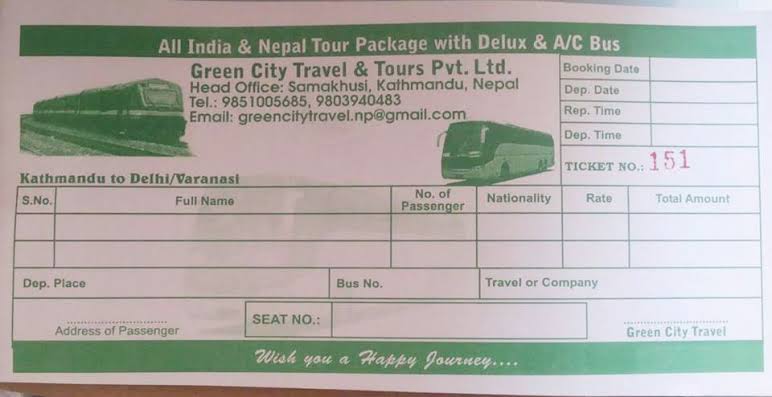 All India & Nepal Tour Package with Delux & A/C Bus
Green City Travel & Tours Pvt. Ltd.
Head Office: Samakhusi, Kathmandu, Nepal
Tel.: 9851005685, 9803940483
Email: greencitytravel.np@gmail.com
Booking Date
Dep. Date
Rep. Time
Dep. Time
TICKET NO.: 151
Kathmandu to Delhi/Varanasi
S.No. Full Name No. of Passenger Nationality Rate Total Amount
Dep. Place Bus No. Travel or Company
Address of Passenger SEAT NO.: Green City Travel
Wish you a Happy Journey....